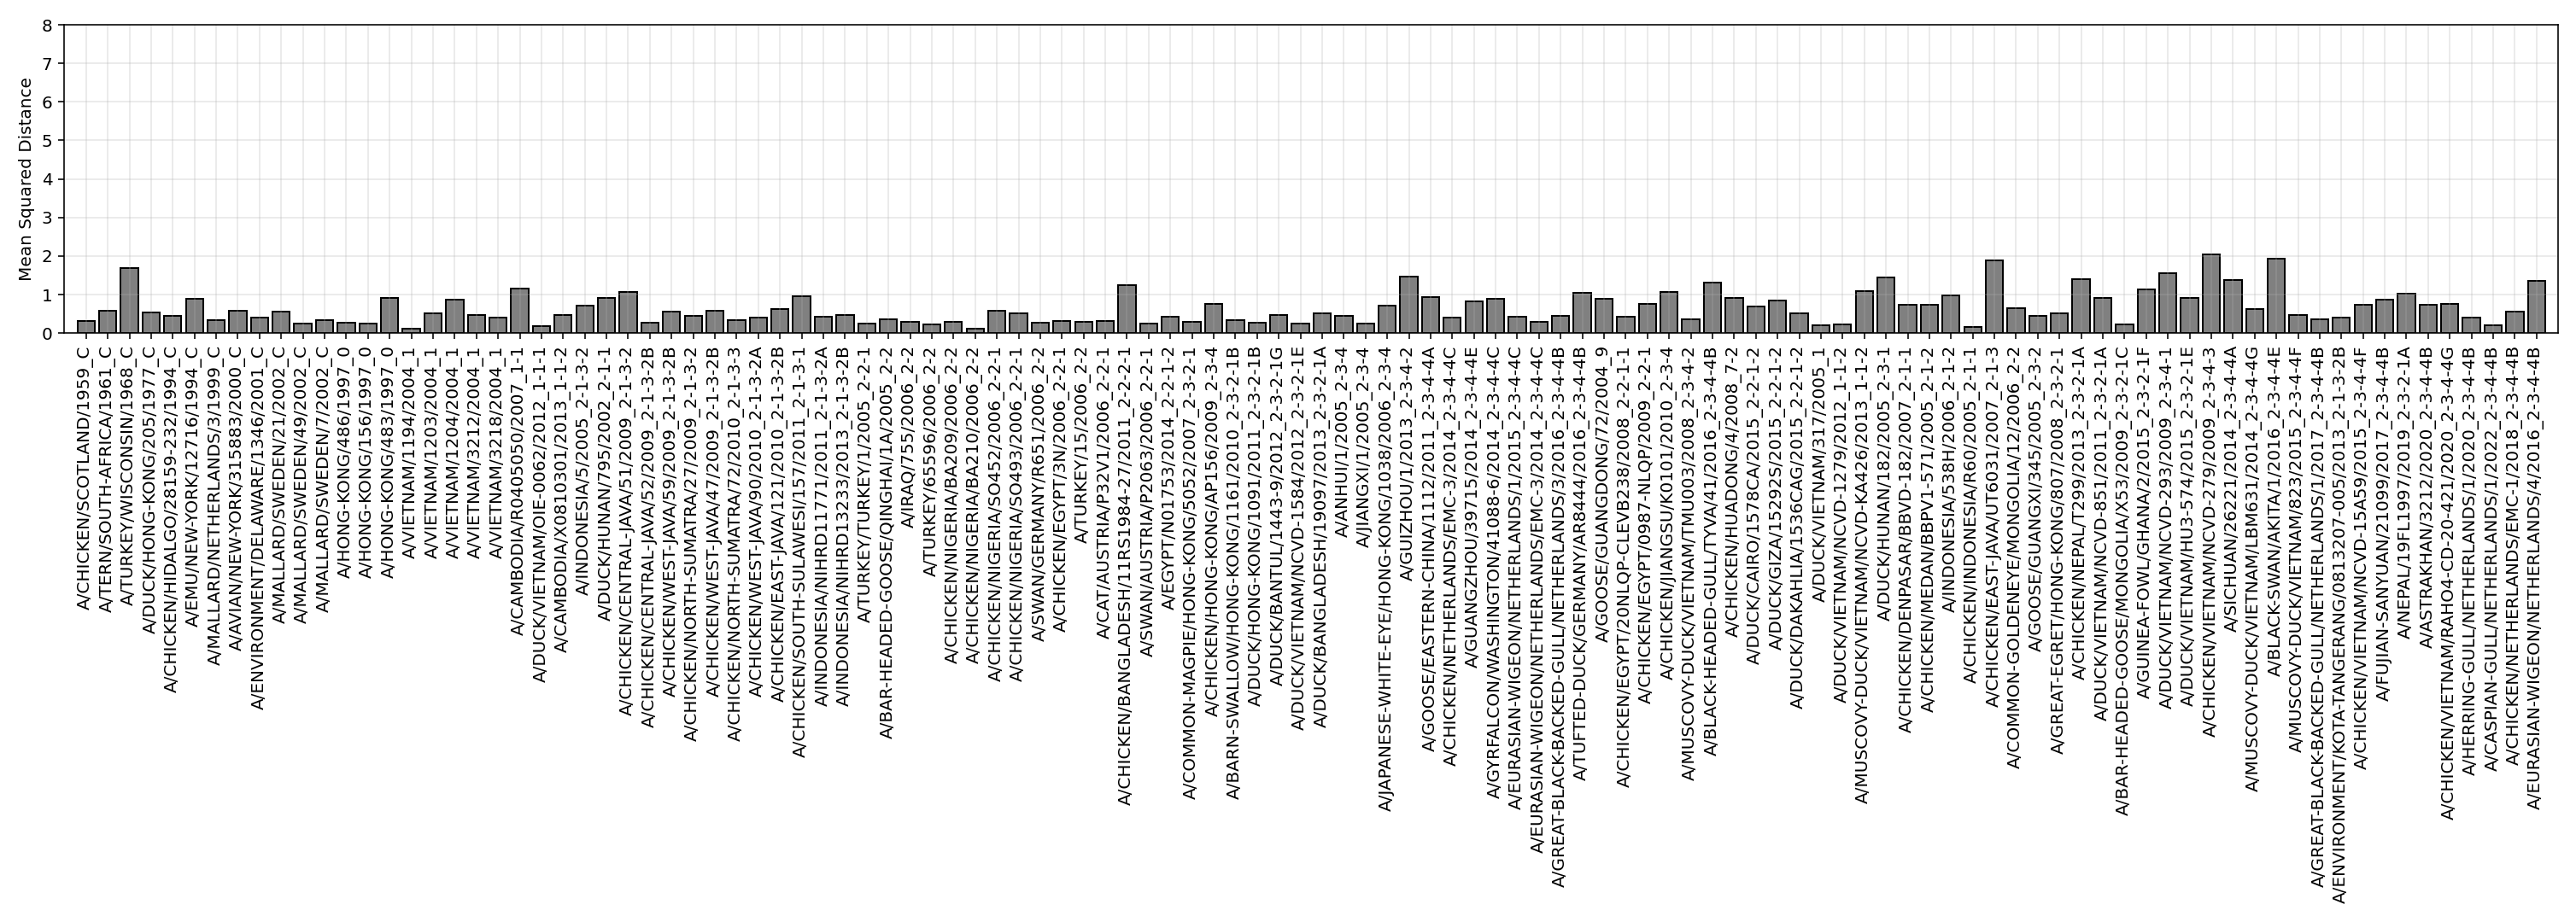 8
7
6
5
4
3
2
1
0
Mean Squared Distance
A/CHICKEN/SCOTLAND/1959_C
A/TERN/SOUTH-AFRICA/1961_C
A/TURKEY/WISCONSIN/1968_C
A/DUCK/HONG-KONG/205/1977_C
A/CHICKEN/HIDALGO/28159-232/1994_C
A/EMU/NEW-YORK/12716/1994_C
A/MALLARD/NETHERLANDS/3/1999_C
A/AVIAN/NEW-YORK/315883/2000_C
A/ENVIRONMENT/DELAWARE/1346/2001_C
A/MALLARD/SWEDEN/21/2002_C
A/MALLARD/SWEDEN/49/2002_C
A/MALLARD/SWEDEN/7/2002_C
A/HONG-KONG/486/1997_0
A/HONG-KONG/156/1997_0
A/HONG-KONG/483/1997_0
A/VIETNAM/1194/2004_1
A/VIETNAM/1203/2004_1
A/VIETNAM/1204/2004_1
A/VIETNAM/3212/2004_1
A/VIETNAM/3218/2004_1
A/CAMBODIA/R0405050/2007_1-1
A/DUCK/VIETNAM/OIE-0062/2012_1-1-1
A/CAMBODIA/X0810301/2013_1-1-2
A/INDONESIA/5/2005_2-1-32
A/DUCK/HUNAN/795/2002_2-1-1
A/CHICKEN/CENTRAL-JAVA/51/2009_2-1-3-2
A/CHICKEN/CENTRAL-JAVA/52/2009_2-1-3-2B
A/CHICKEN/WEST-JAVA/59/2009_2-1-3-2B
A/CHICKEN/NORTH-SUMATRA/27/2009_2-1-3-2
A/CHICKEN/WEST-JAVA/47/2009_2-1-3-2B
A/CHICKEN/NORTH-SUMATRA/72/2010_2-1-3-3
A/CHICKEN/WEST-JAVA/90/2010_2-1-3-2A
A/CHICKEN/EAST-JAVA/121/2010_2-1-3-2B
A/CHICKEN/SOUTH-SULAWESI/157/2011_2-1-3-1
A/INDONESIA/NIHRD11771/2011_2-1-3-2A
A/INDONESIA/NIHRD13233/2013_2-1-3-2B
A/TURKEY/TURKEY/1/2005_2-2-1
A/BAR-HEADED-GOOSE/QINGHAI/1A/2005_2-2
A/IRAQ/755/2006_2-2
A/TURKEY/65596/2006_2-2
A/CHICKEN/NIGERIA/BA209/2006_2-2
A/CHICKEN/NIGERIA/BA210/2006_2-2
A/CHICKEN/NIGERIA/SO452/2006_2-2-1
A/CHICKEN/NIGERIA/SO493/2006_2-2-1
A/SWAN/GERMANY/R651/2006_2-2
A/CHICKEN/EGYPT/3N/2006_2-2-1
A/TURKEY/15/2006_2-2
A/CAT/AUSTRIA/P32V1/2006_2-2-1
A/CHICKEN/BANGLADESH/11RS1984-27/2011_2-2-2-1
A/SWAN/AUSTRIA/P2063/2006_2-2-1
A/EGYPT/N01753/2014_2-2-1-2
A/COMMON-MAGPIE/HONG-KONG/5052/2007_2-3-2-1
A/CHICKEN/HONG-KONG/AP156/2009_2-3-4
A/BARN-SWALLOW/HONG-KONG/1161/2010_2-3-2-1B
A/DUCK/HONG-KONG/1091/2011_2-3-2-1B
A/DUCK/BANTUL/1443-9/2012_2-3-2-1G
A/DUCK/VIETNAM/NCVD-1584/2012_2-3-2-1E
A/DUCK/BANGLADESH/19097/2013_2-3-2-1A
A/ANHUI/1/2005_2-3-4
A/JIANGXI/1/2005_2-3-4
A/JAPANESE-WHITE-EYE/HONG-KONG/1038/2006_2-3-4
A/GUIZHOU/1/2013_2-3-4-2
A/GOOSE/EASTERN-CHINA/1112/2011_2-3-4-4A
A/CHICKEN/NETHERLANDS/EMC-3/2014_2-3-4-4C
A/GUANGZHOU/39715/2014_2-3-4-4E
A/GYRFALCON/WASHINGTON/41088-6/2014_2-3-4-4C
A/EURASIAN-WIGEON/NETHERLANDS/1/2015_2-3-4-4C
A/EURASIAN-WIGEON/NETHERLANDS/EMC-3/2014_2-3-4-4C
A/GREAT-BLACK-BACKED-GULL/NETHERLANDS/3/2016_2-3-4-4B
A/TUFTED-DUCK/GERMANY/AR8444/2016_2-3-4-4B
A/GOOSE/GUANGDONG/72/2004_9
A/CHICKEN/EGYPT/20NLQP-CLEVB238/2008_2-2-1-1
A/CHICKEN/EGYPT/0987-NLQP/2009_2-2-1
A/CHICKEN/JIANGSU/K0101/2010_2-3-4
A/MUSCOVY-DUCK/VIETNAM/TMU003/2008_2-3-4-2
A/BLACK-HEADED-GULL/TYVA/41/2016_2-3-4-4B
A/CHICKEN/HUADONG/4/2008_7-2
A/DUCK/CAIRO/1578CA/2015_2-2-1-2
A/DUCK/GIZA/15292S/2015_2-2-1-2
A/DUCK/DAKAHLIA/1536CAG/2015_2-2-1-2
A/DUCK/VIETNAM/317/2005_1
A/DUCK/VIETNAM/NCVD-1279/2012_1-1-2
A/MUSCOVY-DUCK/VIETNAM/NCVD-KA426/2013_1-1-2
A/DUCK/HUNAN/182/2005_2-3-1
A/CHICKEN/DENPASAR/BBVD-182/2007_2-1-1
A/CHICKEN/MEDAN/BBPV1-571/2005_2-1-2
A/INDONESIA/538H/2006_2-1-2
A/CHICKEN/INDONESIA/R60/2005_2-1-1
A/CHICKEN/EAST-JAVA/UT6031/2007_2-1-3
A/COMMON-GOLDENEYE/MONGOLIA/12/2006_2-2
A/GOOSE/GUANGXI/345/2005_2-3-2
A/GREAT-EGRET/HONG-KONG/807/2008_2-3-2-1
A/CHICKEN/NEPAL/T299/2013_2-3-2-1A
A/DUCK/VIETNAM/NCVD-851/2011_2-3-2-1A
A/BAR-HEADED-GOOSE/MONGOLIA/X53/2009_2-3-2-1C
A/GUINEA-FOWL/GHANA/2/2015_2-3-2-1F
A/DUCK/VIETNAM/NCVD-293/2009_2-3-4-1
A/DUCK/VIETNAM/HU3-574/2015_2-3-2-1E
A/CHICKEN/VIETNAM/NCVD-279/2009_2-3-4-3
A/SICHUAN/26221/2014_2-3-4-4A
A/MUSCOVY-DUCK/VIETNAM/LBM631/2014_2-3-4-4G
A/BLACK-SWAN/AKITA/1/2016_2-3-4-4E
A/MUSCOVY-DUCK/VIETNAM/823/2015_2-3-4-4F
A/GREAT-BLACK-BACKED-GULL/NETHERLANDS/1/2017_2-3-4-4B
A/ENVIRONMENT/KOTA-TANGERANG/0813207-005/2013_2-1-3-2B
A/CHICKEN/VIETNAM/NCVD-15A59/2015_2-3-4-4F
A/FUJIAN-SANYUAN/21099/2017_2-3-4-4B
A/NEPAL/19FL1997/2019_2-3-2-1A
A/ASTRAKHAN/3212/2020_2-3-4-4B
A/CHICKEN/VIETNAM/RAHO4-CD-20-421/2020_2-3-4-4G
A/HERRING-GULL/NETHERLANDS/1/2020_2-3-4-4B
A/CASPIAN-GULL/NETHERLANDS/1/2022_2-3-4-4B
A/CHICKEN/NETHERLANDS/EMC-1/2018_2-3-4-4B
A/EURASIAN-WIGEON/NETHERLANDS/4/2016_2-3-4-4B